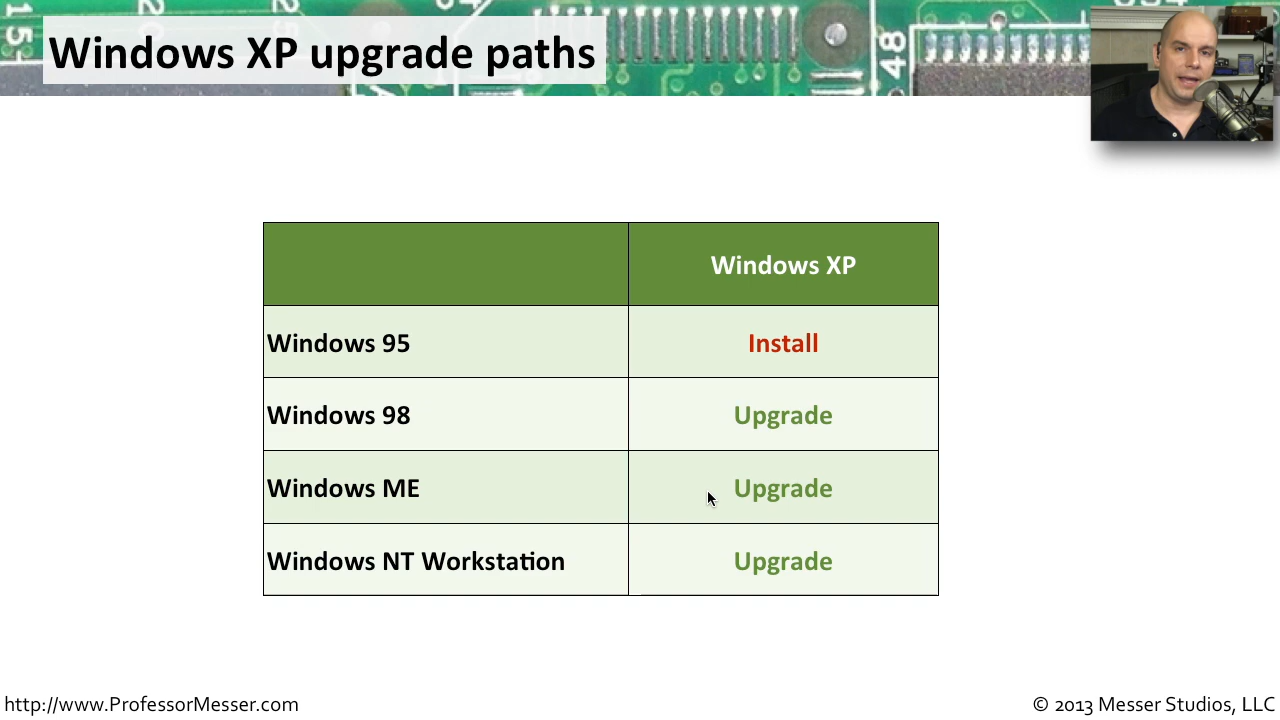 Windows XP upgrade paths
Windows XP
Windows 95 Install
Windows 98 Upgrade
Windows ME Upgrade
Windows NT Workstation Upgrade
http://www.ProfessorMesser.com
© 2013 Messer Studios, LLC